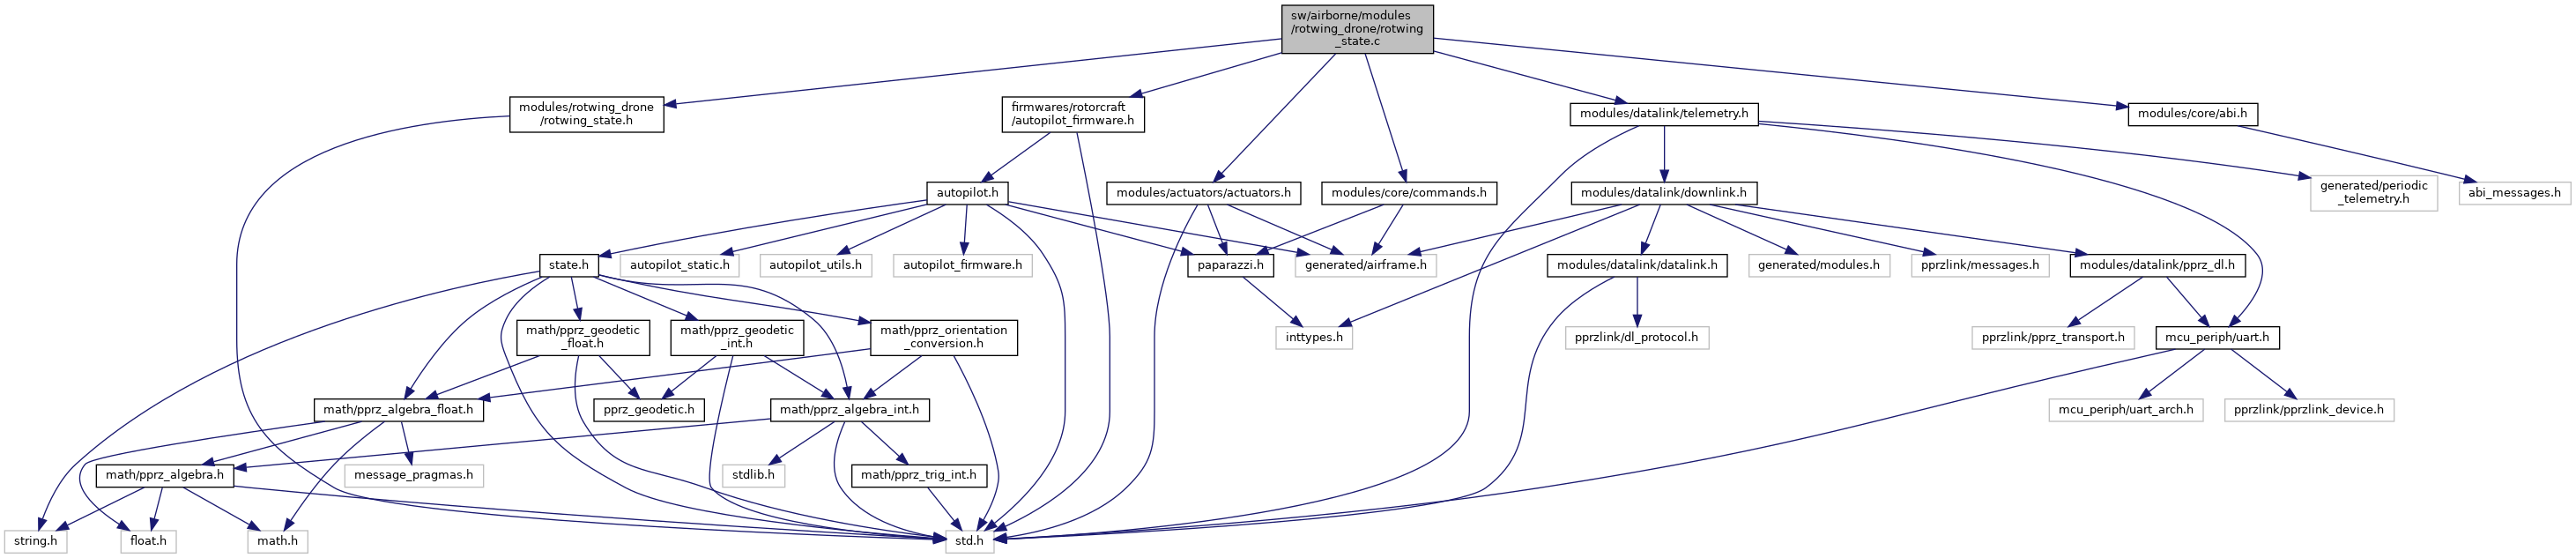 sw/airborne/modules
/rotwing_drone/rotwing
_state.c
modules/rotwing_drone
/rotwing_state.h
firmwares/rotorcraft
/autopilot_firmware.h
modules/datalink/telemetry.h
modules/core/abi.h
autopilot.h
modules/actuators/actuators.h
modules/core/commands.h
modules/datalink/downlink.h
generated/periodic
_telemetry.h
abi_messages.h
state.h
autopilot_static.h
autopilot_utils.h
autopilot_firmware.h
paparazzi.h
generated/airframe.h
modules/datalink/datalink.h
generated/modules.h
pprzlink/messages.h
modules/datalink/pprz_dl.h
math/pprz_geodetic
_float.h
math/pprz_geodetic
_int.h
math/pprz_orientation
_conversion.h
inttypes.h
pprzlink/dl_protocol.h
pprzlink/pprz_transport.h
mcu_periph/uart.h
math/pprz_algebra_float.h
pprz_geodetic.h
math/pprz_algebra_int.h
mcu_periph/uart_arch.h
pprzlink/pprzlink_device.h
math/pprz_algebra.h
message_pragmas.h
stdlib.h
math/pprz_trig_int.h
string.h
float.h
math.h
std.h